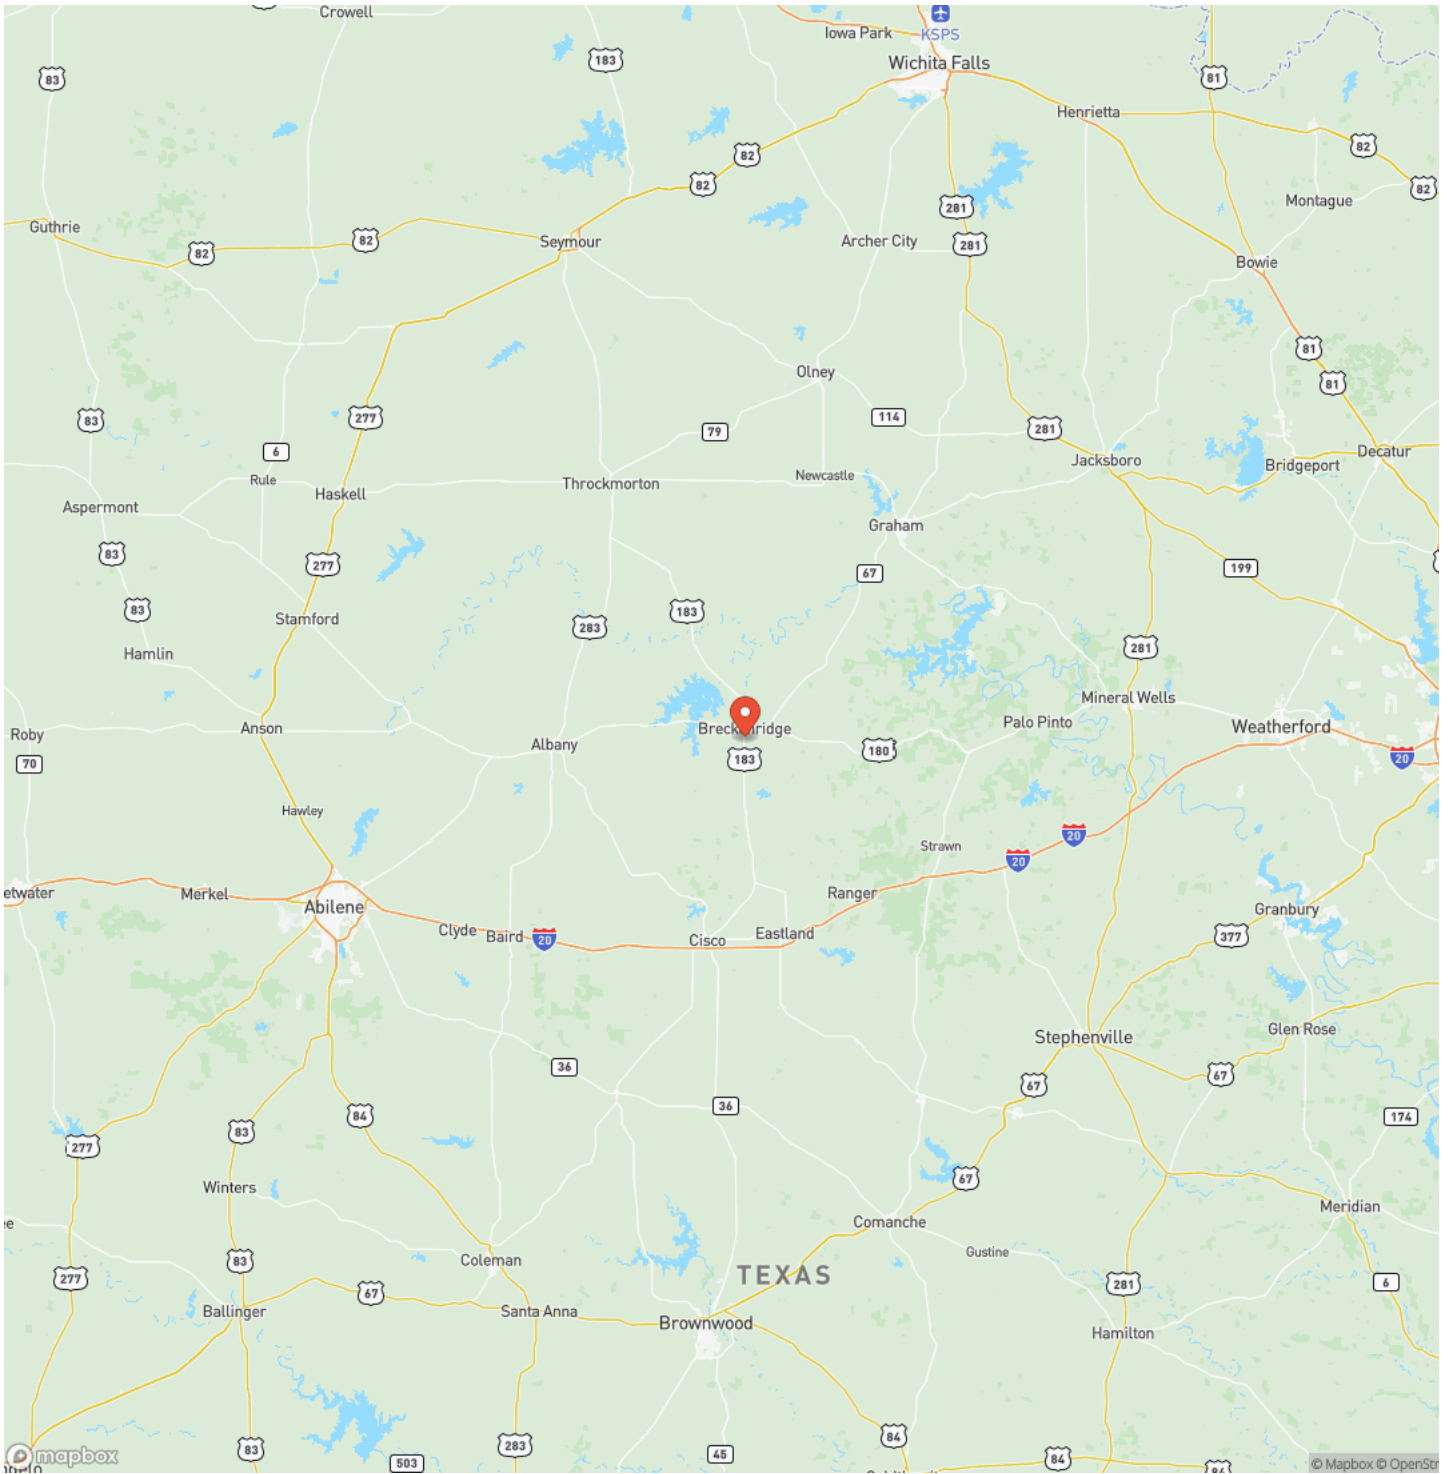 Crowell
Iowa Park
KSPS
183
Wichita Falls
83
81
Henrietta
82
82
82
Montague
82
281
Guthrie
82
82
Seymour
Archer City
281
Bowie
81
Olney
81
83
277
114
79
281
6
Decatur
Jacksboro
Bridgeport
Rule
Newcastle
Throckmorton
Haskell
Aspermont
Graham
83
277
67
199
83
183
Stamford
283
281
Hamlin
Mineral Wells
Palo Pinto
Weatherford
Anson
Breckenridge
Roby
Albany
180
183
20
70
Hawley
20
Strawn
20
etwater
Merkel
Ranger
Abilene
Granbury
Clyde
Baird
20
Cisco
Eastland
377
Glen Rose
Stephenville
36
67
67
36
84
174
83
277
67
Winters
Meridian
ee
Comanche
Gustine
Coleman
83
TEXAS
277
281
6
67
Ballinger
Santa Anna
Brownwood
Hamilton
84
83
283
45
84
503
84
mapbox
© Mapbox © OpenStr